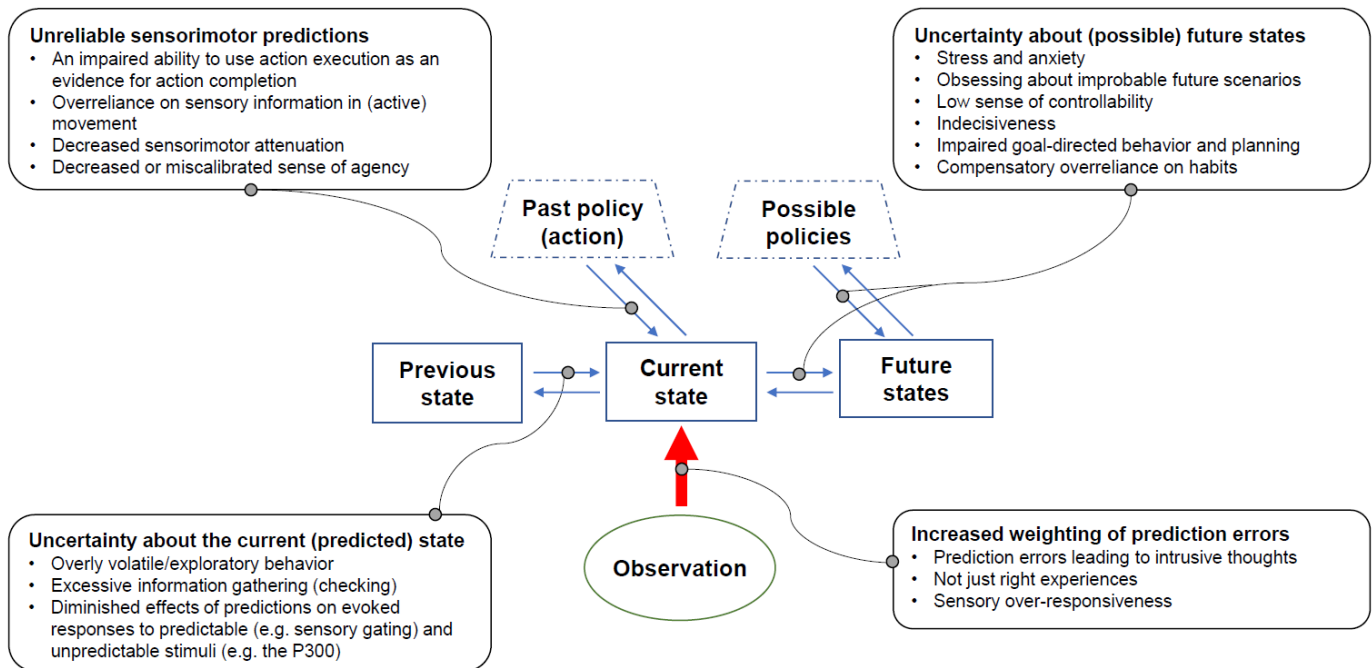 Unreliable sensorimotor predictions
• An impaired ability to use action execution as an
evidence for action completion
• Overreliance on sensory information in (active)
movement
• Decreased sensorimotor attenuation
• Decreased or miscalibrated sense of agency
Uncertainty about (possible) future states
• Stress and anxiety
• Obsessing about improbable future scenarios
• Low sense of controllability
• Indecisiveness
• Impaired goal-directed behavior and planning
• Compensatory overreliance on habits
Past policy
(action)
Possible
policies
Previous
state
Current
state
Future
states
Observation
Uncertainty about the current (predicted) state
• Overly volatile/exploratory behavior
• Excessive information gathering (checking)
• Diminished effects of predictions on evoked
responses to predictable (e.g. sensory gating) and
unpredictable stimuli (e.g. the P300)
Increased weighting of prediction errors
• Prediction errors leading to intrusive thoughts
• Not just right experiences
• Sensory over-responsiveness